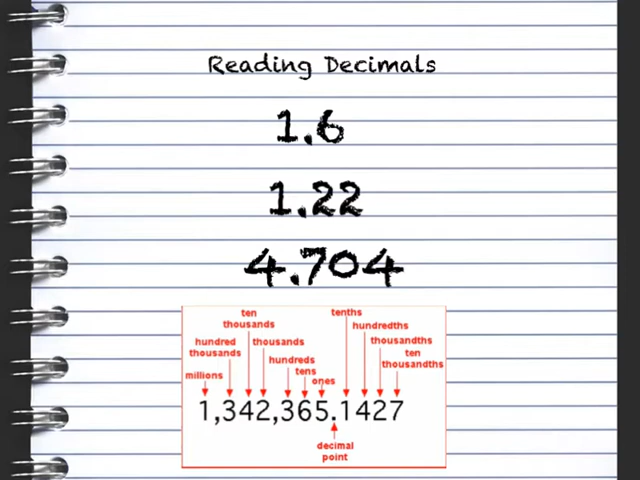 Reading Decimals
1.6
1.22
4.704
ten thousands
tenths
hundredths
hundred thousands
thousands
thousandths
hundreds
ten thousandths
millions
tens
ones
1,342,365.1427
decimal point